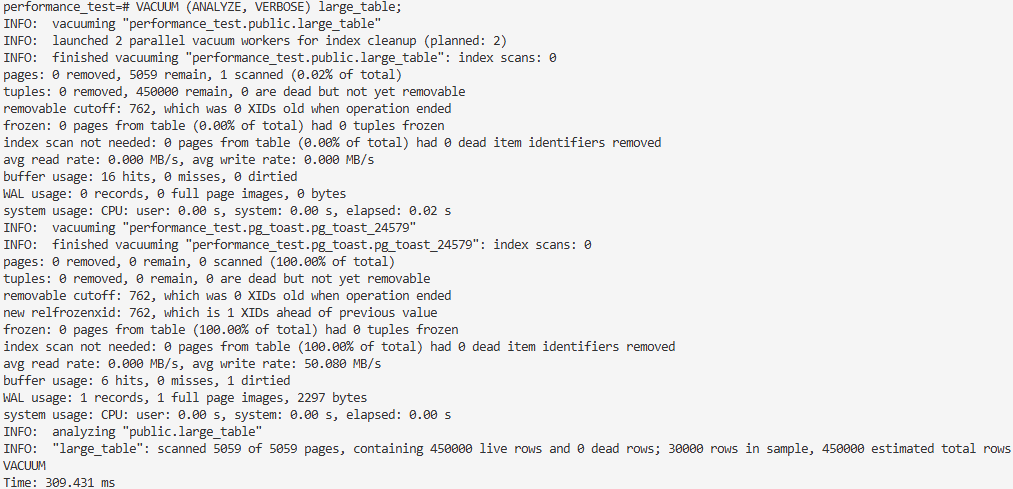 performance_test=# VACUUM (ANALYZE, VERBOSE) large_table;
INFO:  vacuuming "performance_test.public.large_table"
INFO:  launched 2 parallel vacuum workers for index cleanup (planned: 2)
INFO:  finished vacuuming "performance_test.public.large_table": index scans: 0
pages: 0 removed, 5059 remain, 1 scanned (0.02% of total)
tuples: 0 removed, 450000 remain, 0 are dead but not yet removable
removable cutoff: 762, which was 0 XIDs old when operation ended
frozen: 0 pages from table (0.00% of total) had 0 tuples frozen
index scan not needed: 0 pages from table (0.00% of total) had 0 dead item identifiers removed
avg read rate: 0.000 MB/s, avg write rate: 0.000 MB/s
buffer usage: 16 hits, 0 misses, 0 dirtied
WAL usage: 0 records, 0 full page images, 0 bytes
system usage: CPU: user: 0.00 s, system: 0.00 s, elapsed: 0.02 s
INFO:  vacuuming "performance_test.pg_toast.pg_toast_24579"
INFO:  finished vacuuming "performance_test.pg_toast.pg_toast_24579": index scans: 0
pages: 0 removed, 0 remain, 0 scanned (100.00% of total)
tuples: 0 removed, 0 remain, 0 are dead but not yet removable
removable cutoff: 762, which was 0 XIDs old when operation ended
new relfrozenxid: 762, which is 1 XIDs ahead of previous value
frozen: 0 pages from table (100.00% of total) had 0 tuples frozen
index scan not needed: 0 pages from table (100.00% of total) had 0 dead item identifiers removed
avg read rate: 0.000 MB/s, avg write rate: 50.080 MB/s
buffer usage: 6 hits, 0 misses, 1 dirtied
WAL usage: 1 records, 1 full page images, 2297 bytes
system usage: CPU: user: 0.00 s, system: 0.00 s, elapsed: 0.00 s
INFO:  analyzing "public.large_table"
INFO:  "large_table": scanned 5059 of 5059 pages, containing 450000 live rows and 0 dead rows; 30000 rows in sample, 450000 estimated total rows
VACUUM
Time: 309.431 ms